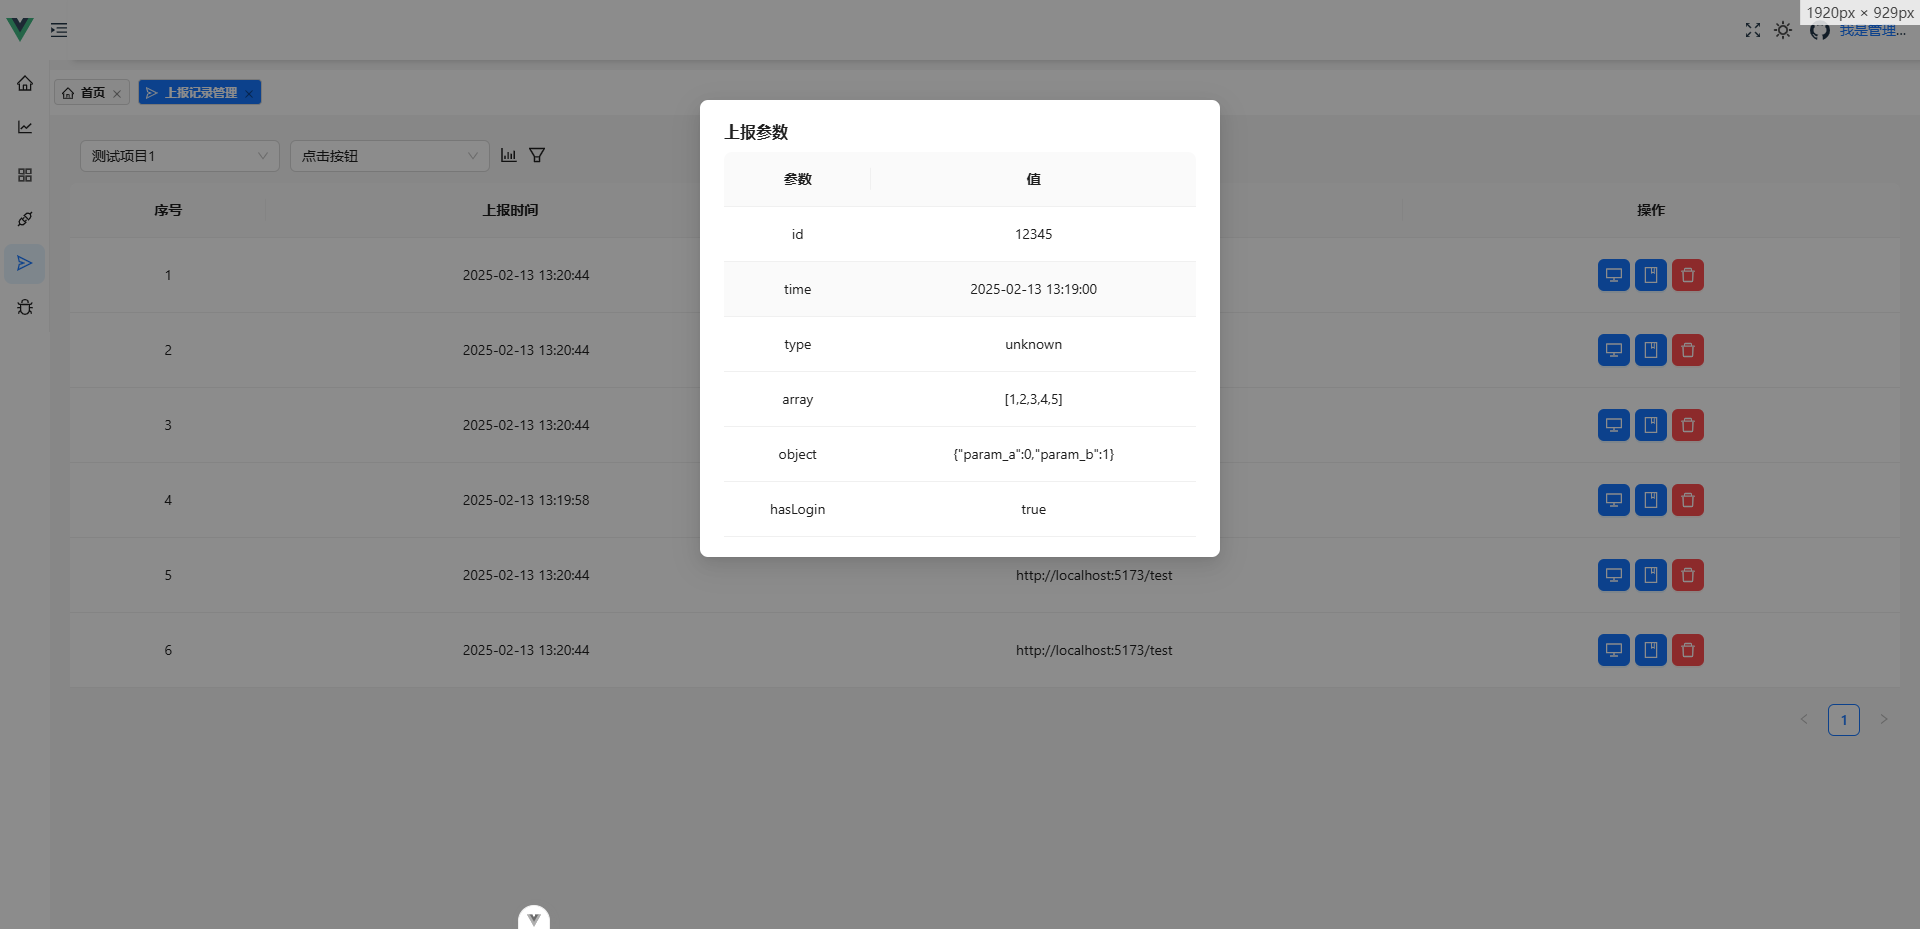 1920px × 929px
我是管理...
首页
上报记录管理
测试项目1
点击按钮
序号
上报时间
操作
1
2025-02-13 13:20:44
2
2025-02-13 13:20:44
3
2025-02-13 13:20:44
4
2025-02-13 13:19:58
5
2025-02-13 13:20:44
http://localhost:5173/test
6
2025-02-13 13:20:44
http://localhost:5173/test
1
上报参数
参数
值
id
12345
time
2025-02-13 13:19:00
type
unknown
array
[1,2,3,4,5]
object
{"param_a":0,"param_b":1}
hasLogin
true